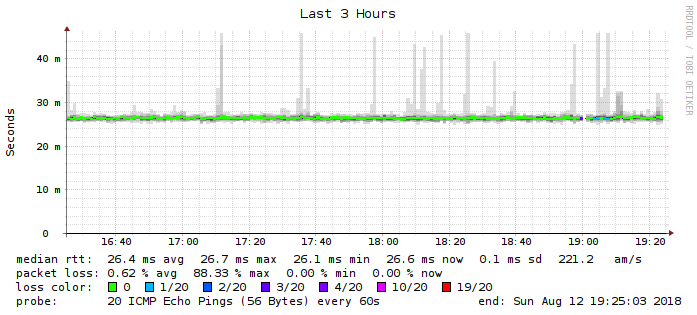 Last 3 Hours
RRDTOOL / TOBI OETIKER
Seconds
40 m
30 m
20 m
10 m
0
16:40 17:00 17:20 17:40 18:00 18:20 18:40 19:00 19:20
median rtt: 26.4 ms avg 26.7 ms max 26.1 ms min 26.6 ms now 0.1 ms sd 221.2 am/s
packet loss: 0.62 % avg 88.33 % max 0.00 % min 0.00 % now
loss color: 0 1/20 2/20 3/20 4/20 10/20 19/20
probe: 20 ICMP Echo Pings (56 Bytes) every 60s end: Sun Aug 12 19:25:03 2018